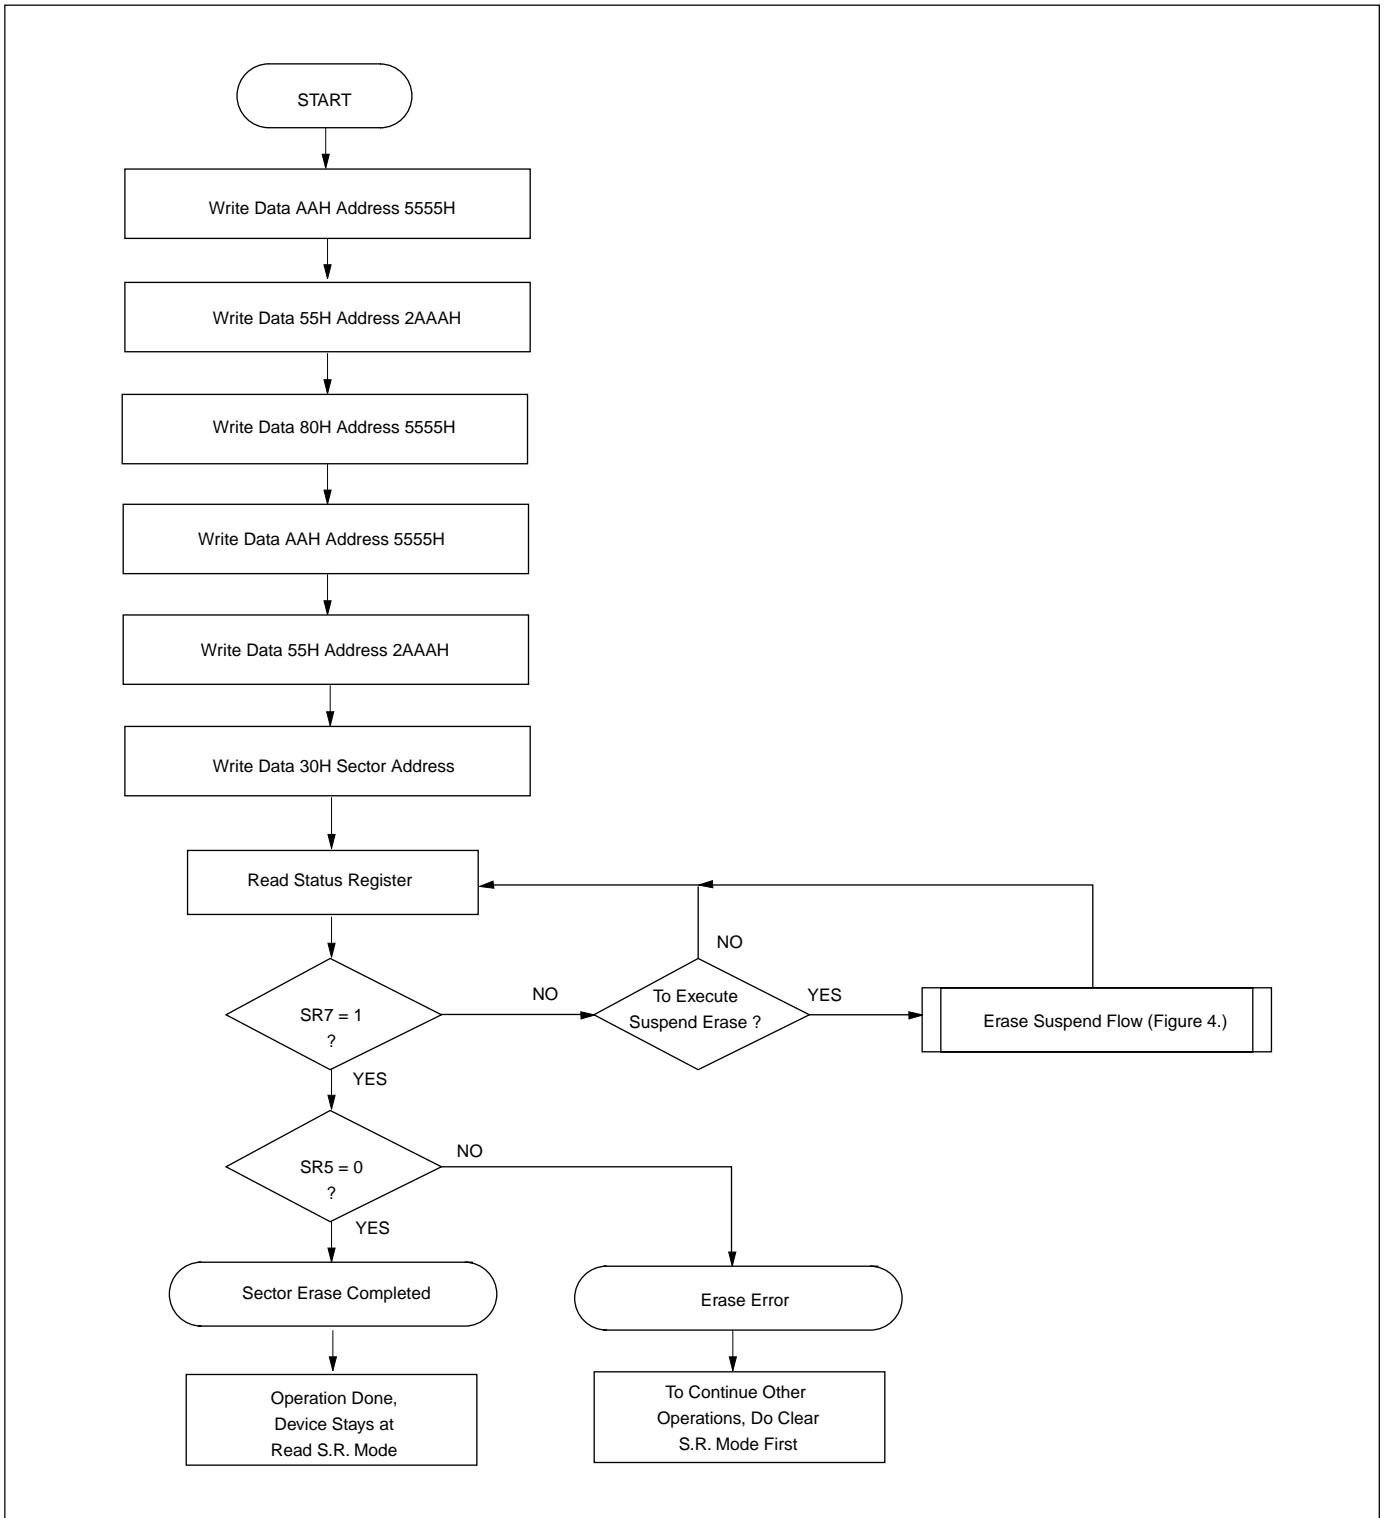 START
Write Data AAH Address 5555H
Write Data 55H Address 2AAAH
Write Data 80H Address 5555H
Write Data AAH Address 5555H
Write Data 55H Address 2AAAH
Write Data 30H Sector Address
Read Status Register
NO
SR7 = 1
?
NO
To Execute
Suspend Erase ?
YES
Erase Suspend Flow (Figure 4.)
YES
SR5 = 0
?
NO
YES
Sector Erase Completed
Erase Error
Operation Done,
Device Stays at
Read S.R. Mode
To Continue Other
Operations, Do Clear
S.R. Mode First